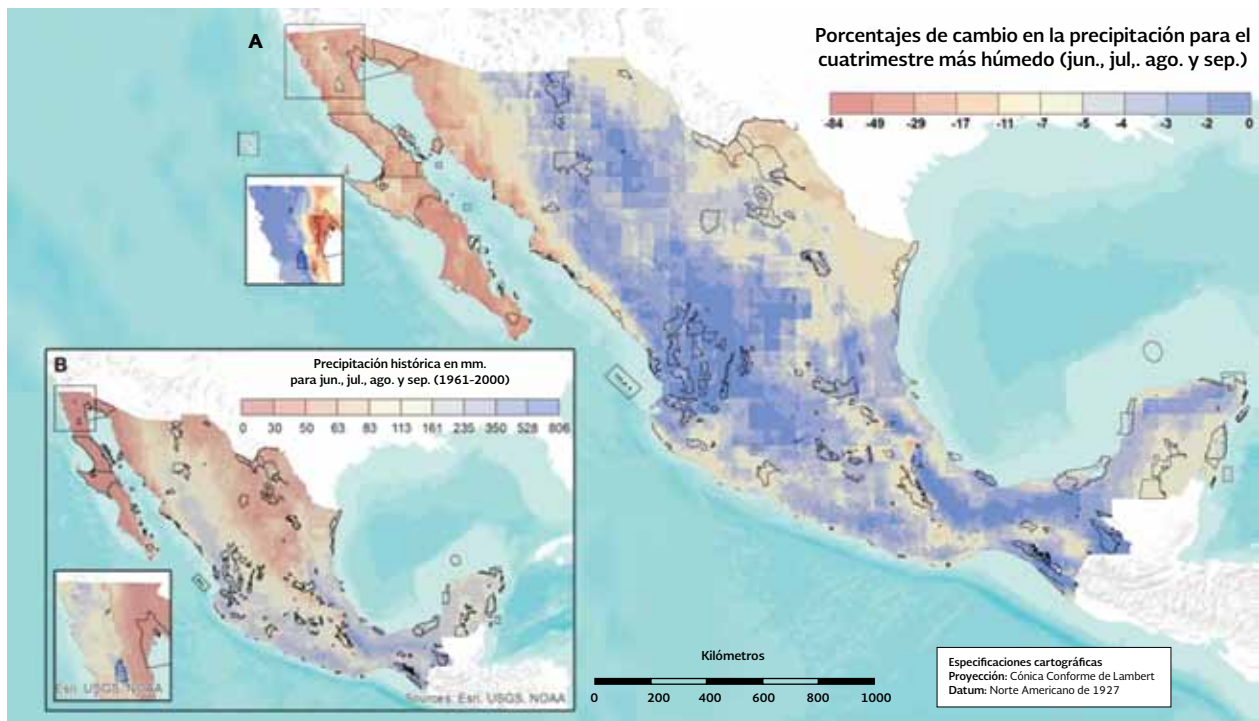 A
Porcentajes de cambio en la precipitación para el
cuatrimestre más húmedo (jun., jul,. ago. y sep.)
-84 -49 -29 -17 -11 -7 -5 -4 -3 -2 0
B
Precipitación histórica en mm.
para jun., jul., ago. y sep. (1961-2000)
0 30 50 63 83 113 161 235 350 528 806
Esri. USGS. NOAA
Sources: Esri. USGS. NOAA
Kilómetros
0 200 400 600 800 1000
Especificaciones cartográficas
Proyección: Cónica Conforme de Lambert
Datum: Norte Americano de 1927